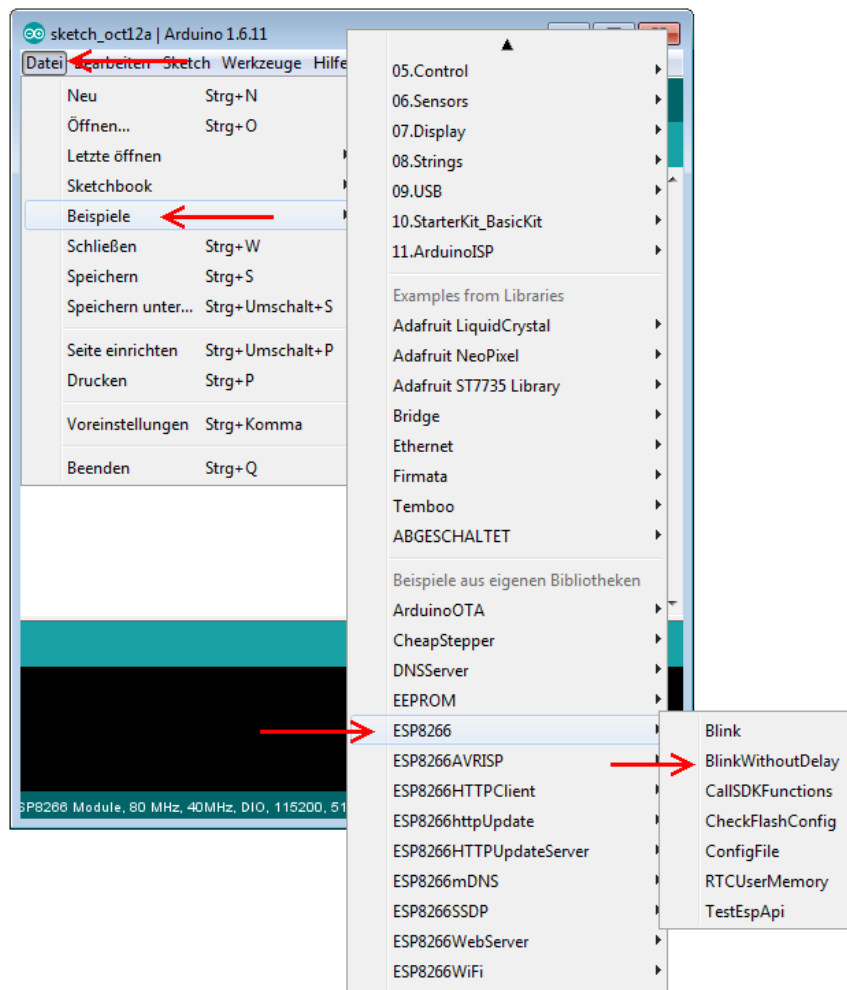 sketch_oct12a | Arduino 1.6.11
Datei Bearbeiten Sketch Werkzeuge Hilfe
Neu Strg+N
Öffnen... Strg+O
Letzte öffnen
Sketchbook
Beispiele
Schließen Strg+W
Speichern Strg+S
Speichern unter... Strg+Umschalt+S
Seite einrichten Strg+Umschalt+P
Drucken Strg+P
Voreinstellungen Strg+Komma
Beenden Strg+Q
05.Control
06.Sensors
07.Display
08.Strings
09.USB
10.StarterKit_BasicKit
11.ArduinoISP
Examples from Libraries
Adafruit LiquidCrystal
Adafruit NeoPixel
Adafruit ST7735 Library
Bridge
Ethernet
Firmata
Temboo
ABGESCHALTET
Beispiele aus eigenen Bibliotheken
ArduinoOTA
CheapStepper
DNSServer
EEPROM
ESP8266
ESP8266AVRISP
ESP8266HTTPClient
ESP8266httpUpdate
ESP8266HTTPUpdateServer
ESP8266mDNS
ESP8266SSDP
ESP8266WebServer
ESP8266WiFi
Blink
BlinkWithoutDelay
CallSDKFunctions
CheckFlashConfig
ConfigFile
RTCUserMemory
TestEspApi
SP8266 Module, 80 MHz, 40MHz, DIO, 115200, 51